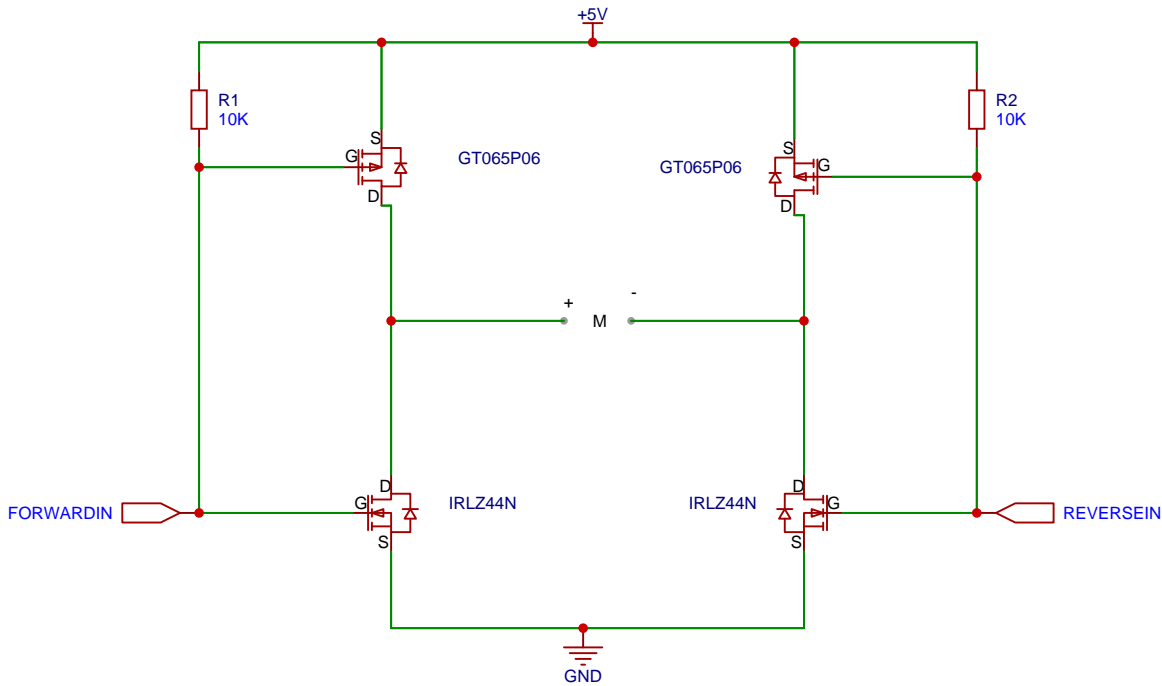 +5V
R1
10K
R2
10K
S
G
D
GT065P06
GT065P06
S
G
D
+
-
M
FORWARDIN
D
G
S
IRLZ44N
IRLZ44N
D
G
S
REVERSEIN
GND